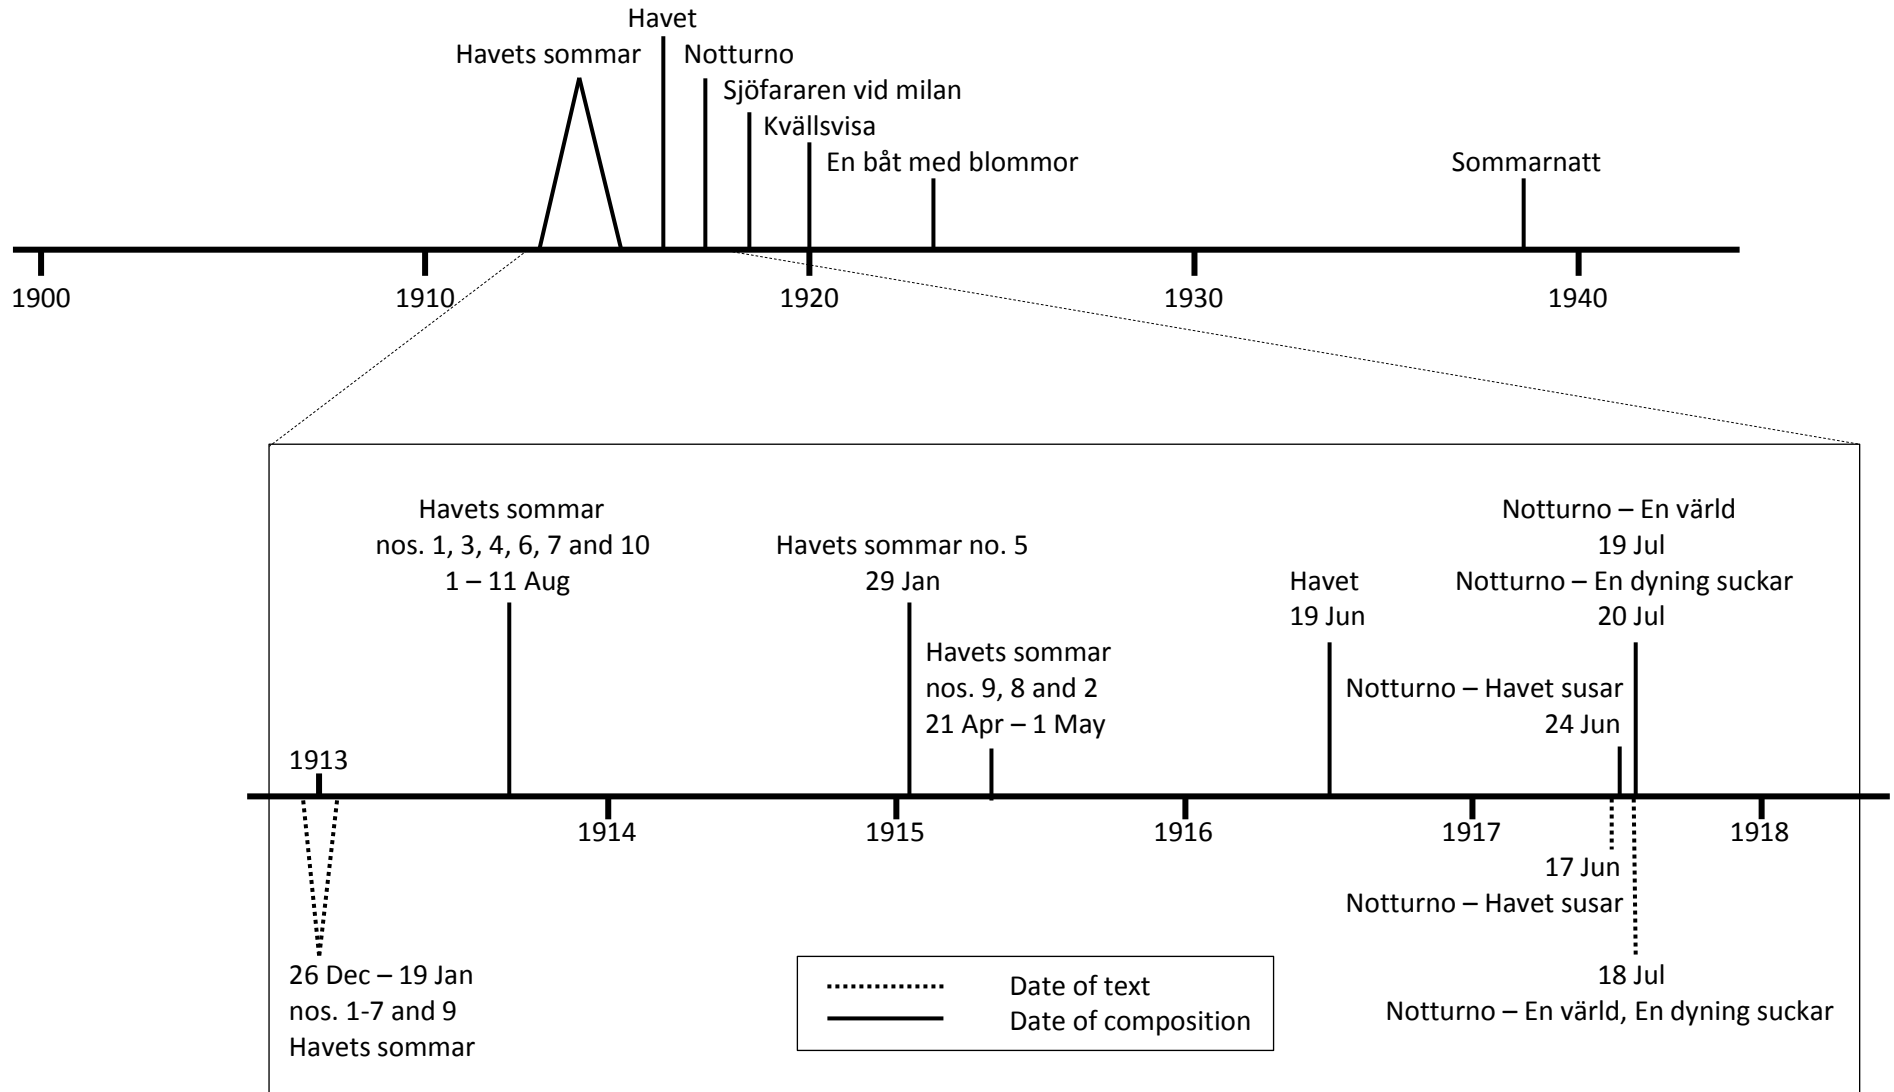 Havet
Havets sommar
Notturno
Sjöfararen vid milan
Kvällsvisa
En båt med blommor
Sommarnatt
1900
1910
1920
1930
1940
Havets sommar
nos. 1, 3, 4, 6, 7 and 10
1 – 11 Aug
Havets sommar no. 5
29 Jan
Havets sommar
nos. 9, 8 and 2
21 Apr – 1 May
Havet
19 Jun
Notturno – En värld
19 Jul
Notturno – En dyning suckar
20 Jul
Notturno – Havet susar
24 Jun
1913
1914
1915
1916
1917
1918
17 Jun
Notturno – Havet susar
26 Dec – 19 Jan
nos. 1-7 and 9
Havets sommar
18 Jul
Notturno – En värld, En dyning suckar
Date of text
Date of composition